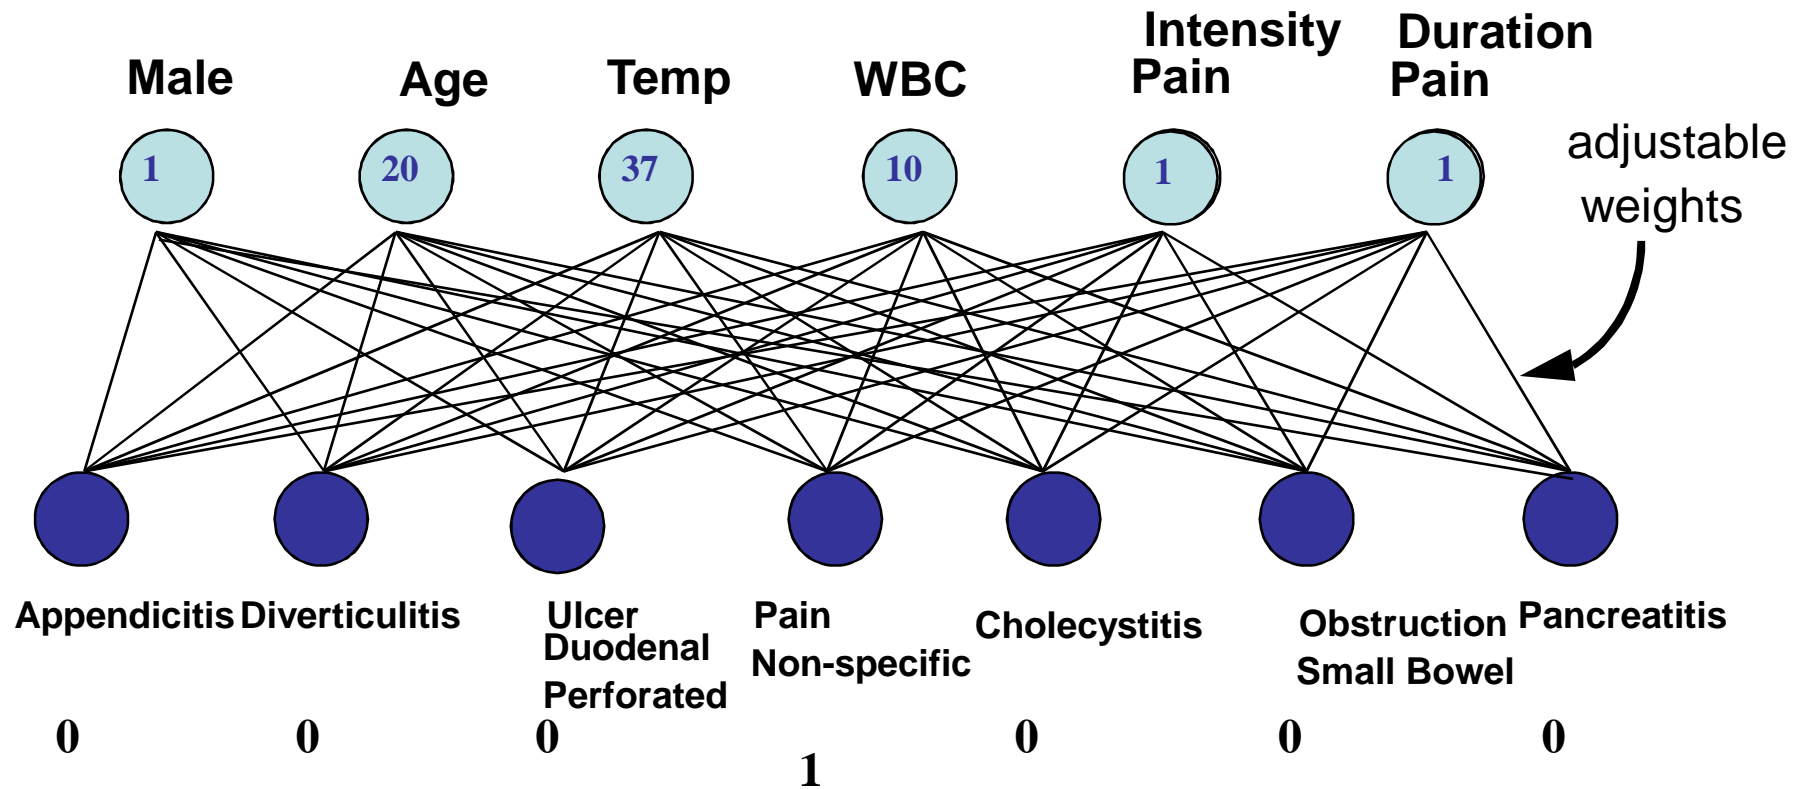 Male
Age
Temp
WBC
Intensity
Pain
Duration
Pain
adjustable
weights
1
20
37
10
1
1
Appendicitis
Diverticulitis
Ulcer
Duodenal
Perforated
Pain
Non-specific
Cholecystitis
Obstruction
Small Bowel
Pancreatitis
0
0
0
1
0
0
0